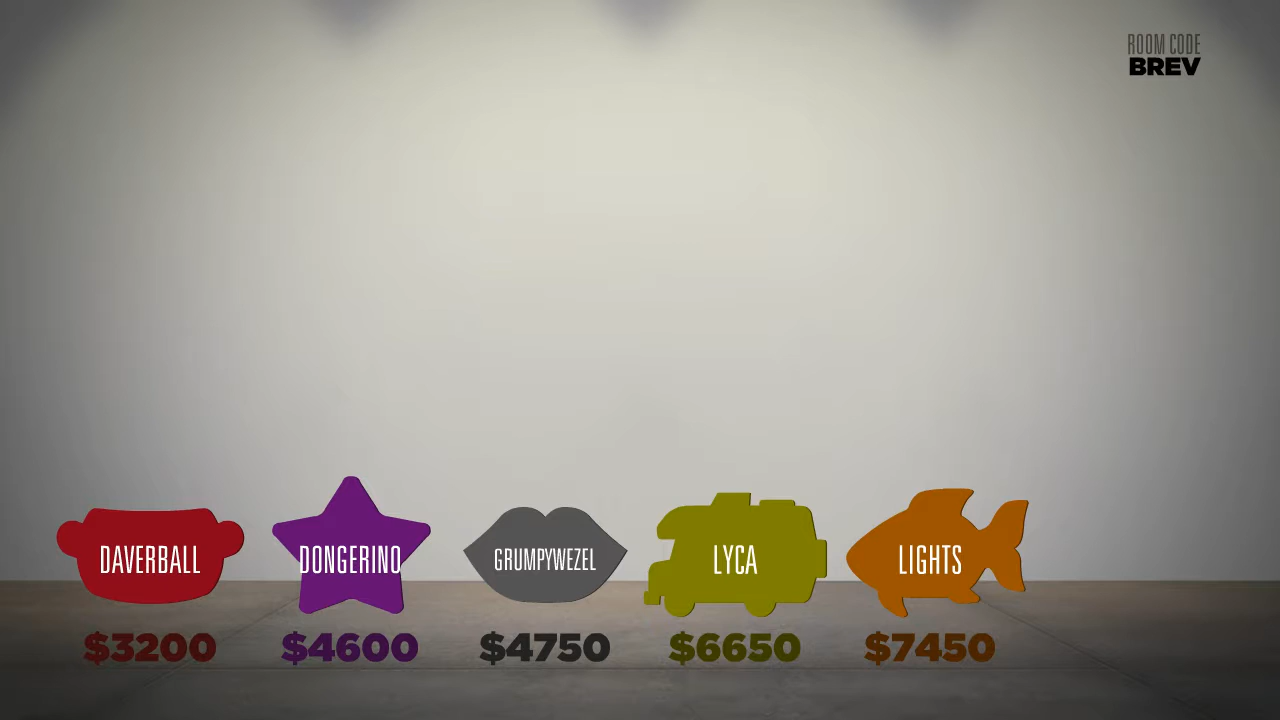 ROOM CODE
BREV
DAVERBALL
DONGERINO
GRUMPYWEZEL
LYCA
LIGHTS
$3200
$4600
$4750
$6650
$7450